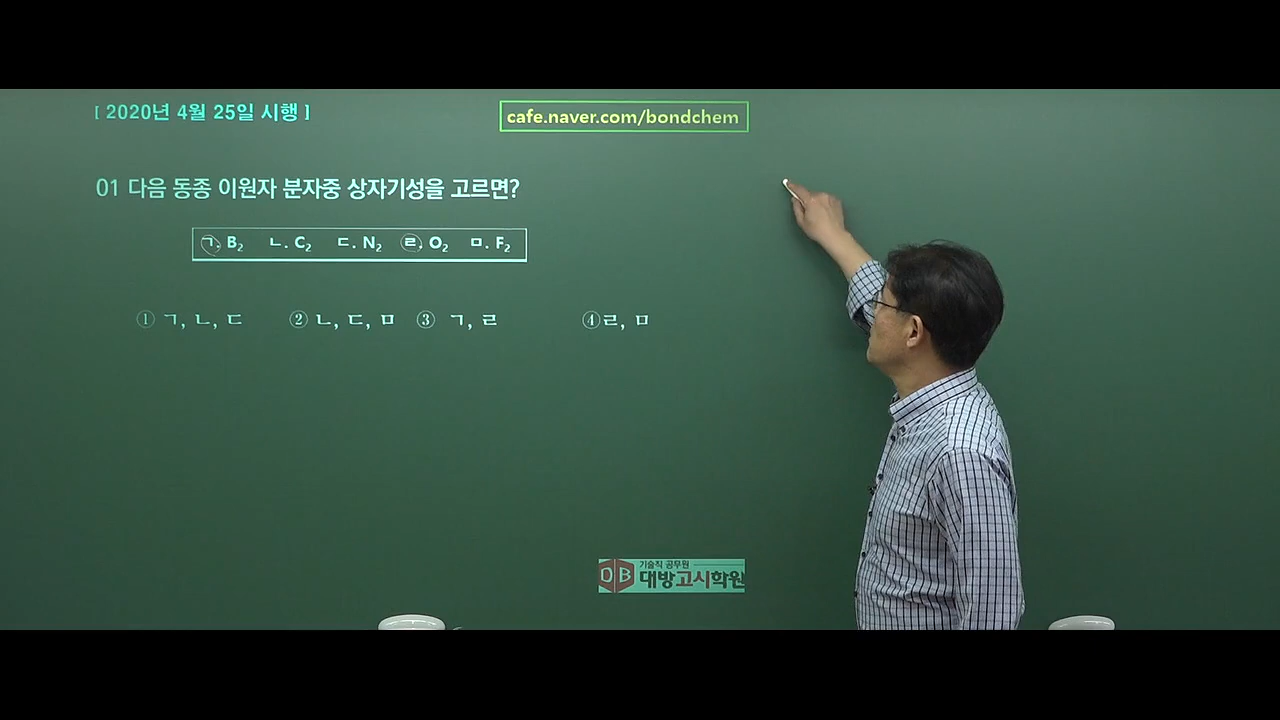 [ 2020년 4월 25일 시행 ]
cafe.naver.com/bondchem
01 다음 동종 이원자 분자중 상자기성을 고르면?
ㄱ. B₂ ㄴ. C₂ ㄷ. N₂ ㄹ. O₂ ㅁ. F₂
① ㄱ, ㄴ, ㄷ ② ㄴ, ㄷ, ㅁ ③ ㄱ, ㄹ ④ ㄹ, ㅁ
DB 기술직 공무원
대방고시학원